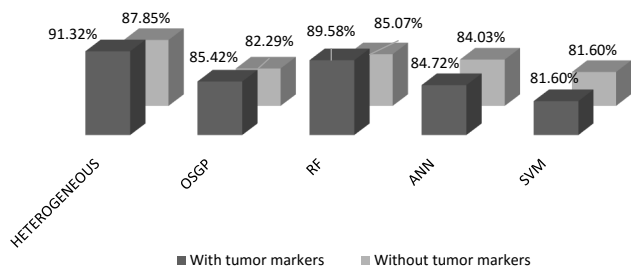 91.32% 87.85%
85.42% 82.29%
89.58% 85.07%
84.72% 84.03%
81.60% 81.60%
HETEROGENEOUS
OSGP
RF
ANN
SVM
With tumor markers
Without tumor markers